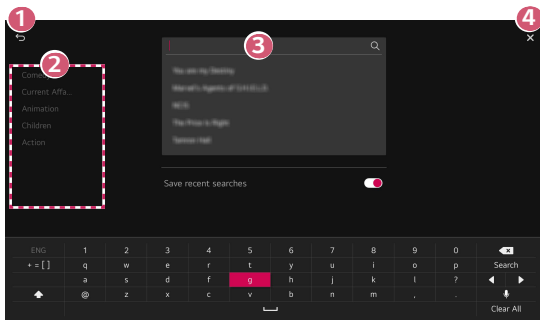 1
4
2
3
Current Affa...
Animation
Children
Action
Save recent searches
ENG 1 2 3 4 5 6 7 8 9 0
+ = [ ] q w e r t y u i o p Search
a s d f g h j k l ?
@ z x c v b n m , .
Clear All